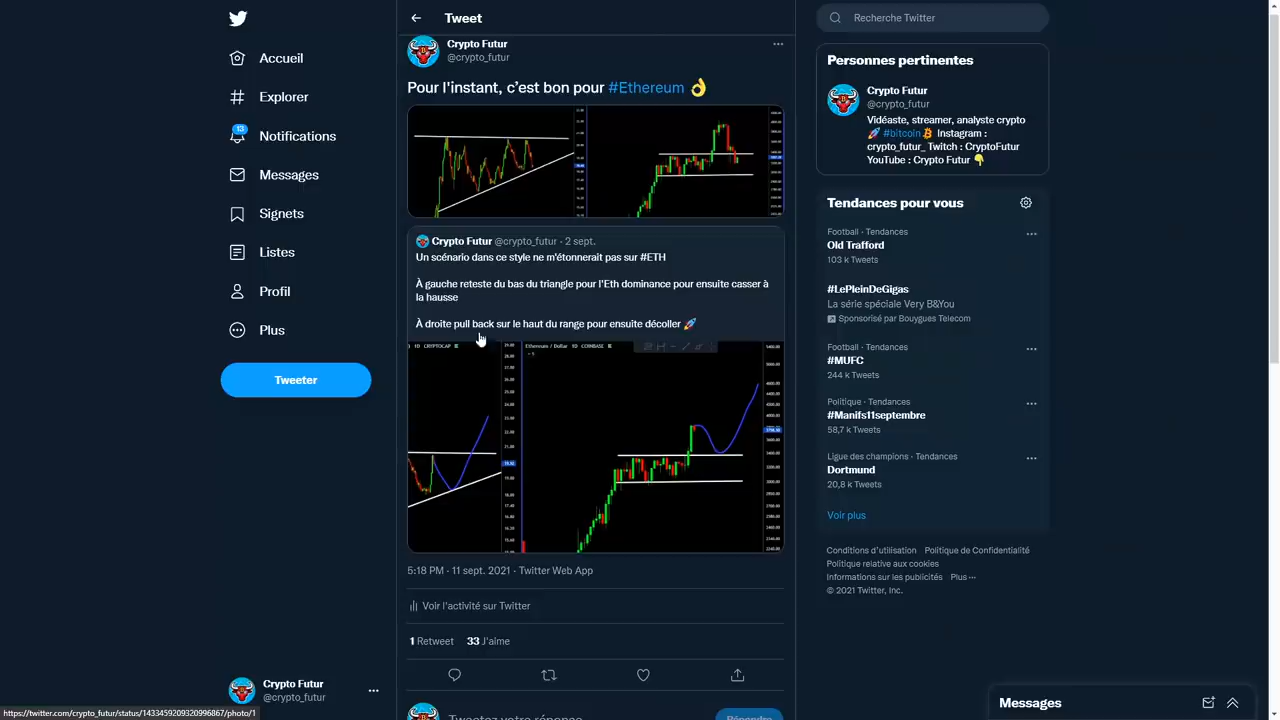 Tweet
Accueil
Explorer
13
Notifications
Messages
Signets
Listes
Profil
Plus
Tweeter
Crypto Futur
@crypto_futur
Crypto Futur
@crypto_futur
Pour l'instant, c'est bon pour #Ethereum 👌
Crypto Futur @crypto_futur · 2 sept.
Un scénario dans ce style ne m'étonnerait pas sur #ETH
À gauche reteste du bas du triangle pour l'Eth dominance pour ensuite casser à
la hausse
À droite pull back sur le haut du range pour ensuite décoller 🚀
1D CRYPTOCAP
Ethereum / Dollar 1D COINBASE
5:18 PM · 11 sept. 2021 · Twitter Web App
Voir l'activité sur Twitter
1 Retweet 33 J'aime
Tweetez votre réponse
Répondre
Recherche Twitter
Personnes pertinentes
Crypto Futur
@crypto_futur
Vidéaste, streamer, analyste crypto
🚀 #bitcoin Instagram :
crypto_futur_ Twitch : CryptoFutur
YouTube : Crypto Futur 👇
Tendances pour vous
Football · Tendances
Old Trafford
103 k Tweets
#LePleinDeGigas
La série spéciale Very B&You
Sponsorisé par Bouygues Telecom
Football · Tendances
#MUFC
244 k Tweets
Politique · Tendances
#Manifs11septembre
58,7 k Tweets
Ligue des champions · Tendances
Dortmund
20,8 k Tweets
Voir plus
Conditions d'utilisation Politique de Confidentialité
Politique relative aux cookies
Informations sur les publicités Plus ···
© 2021 Twitter, Inc.
Messages
https://twitter.com/crypto_futur/status/1433459209320996867/photo/1